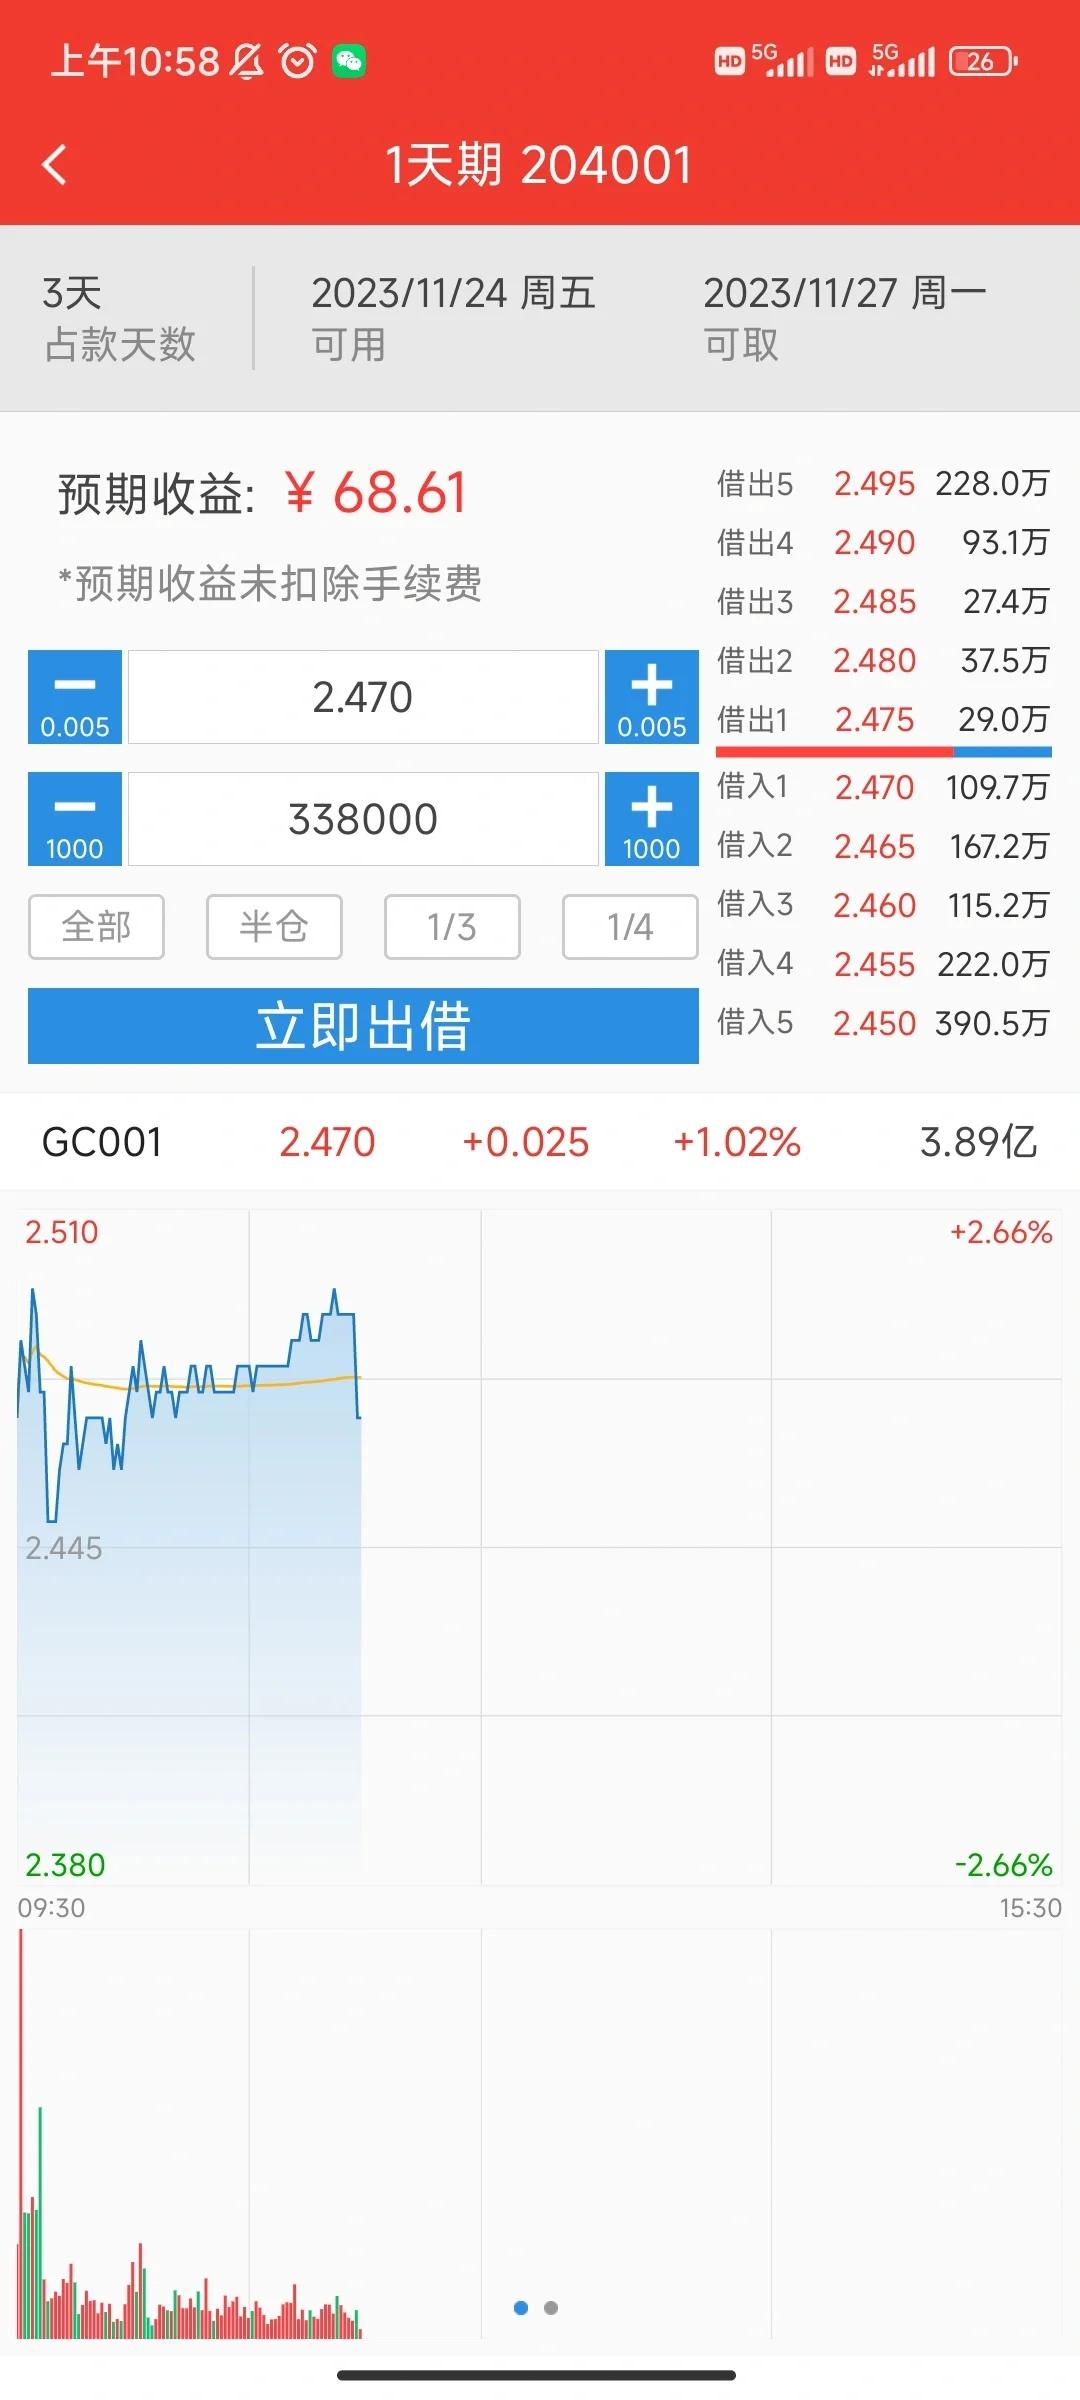 上午10:58 HD 5G HD 5G 26
1天期 204001
3天 2023/11/24 周五 2023/11/27 周一
占款天数 可用 可取
预期收益: ¥ 68.61
*预期收益未扣除手续费
0.005 2.470 0.005
1000 338000 1000
全部 半仓 1/3 1/4
立即出借
借出5 2.495 228.0万
借出4 2.490 93.1万
借出3 2.485 27.4万
借出2 2.480 37.5万
借出1 2.475 29.0万
借入1 2.470 109.7万
借入2 2.465 167.2万
借入3 2.460 115.2万
借入4 2.455 222.0万
借入5 2.450 390.5万
GC001 2.470 +0.025 +1.02% 3.89亿
2.510 +2.66%
2.445
2.380 -2.66%
09:30 15:30